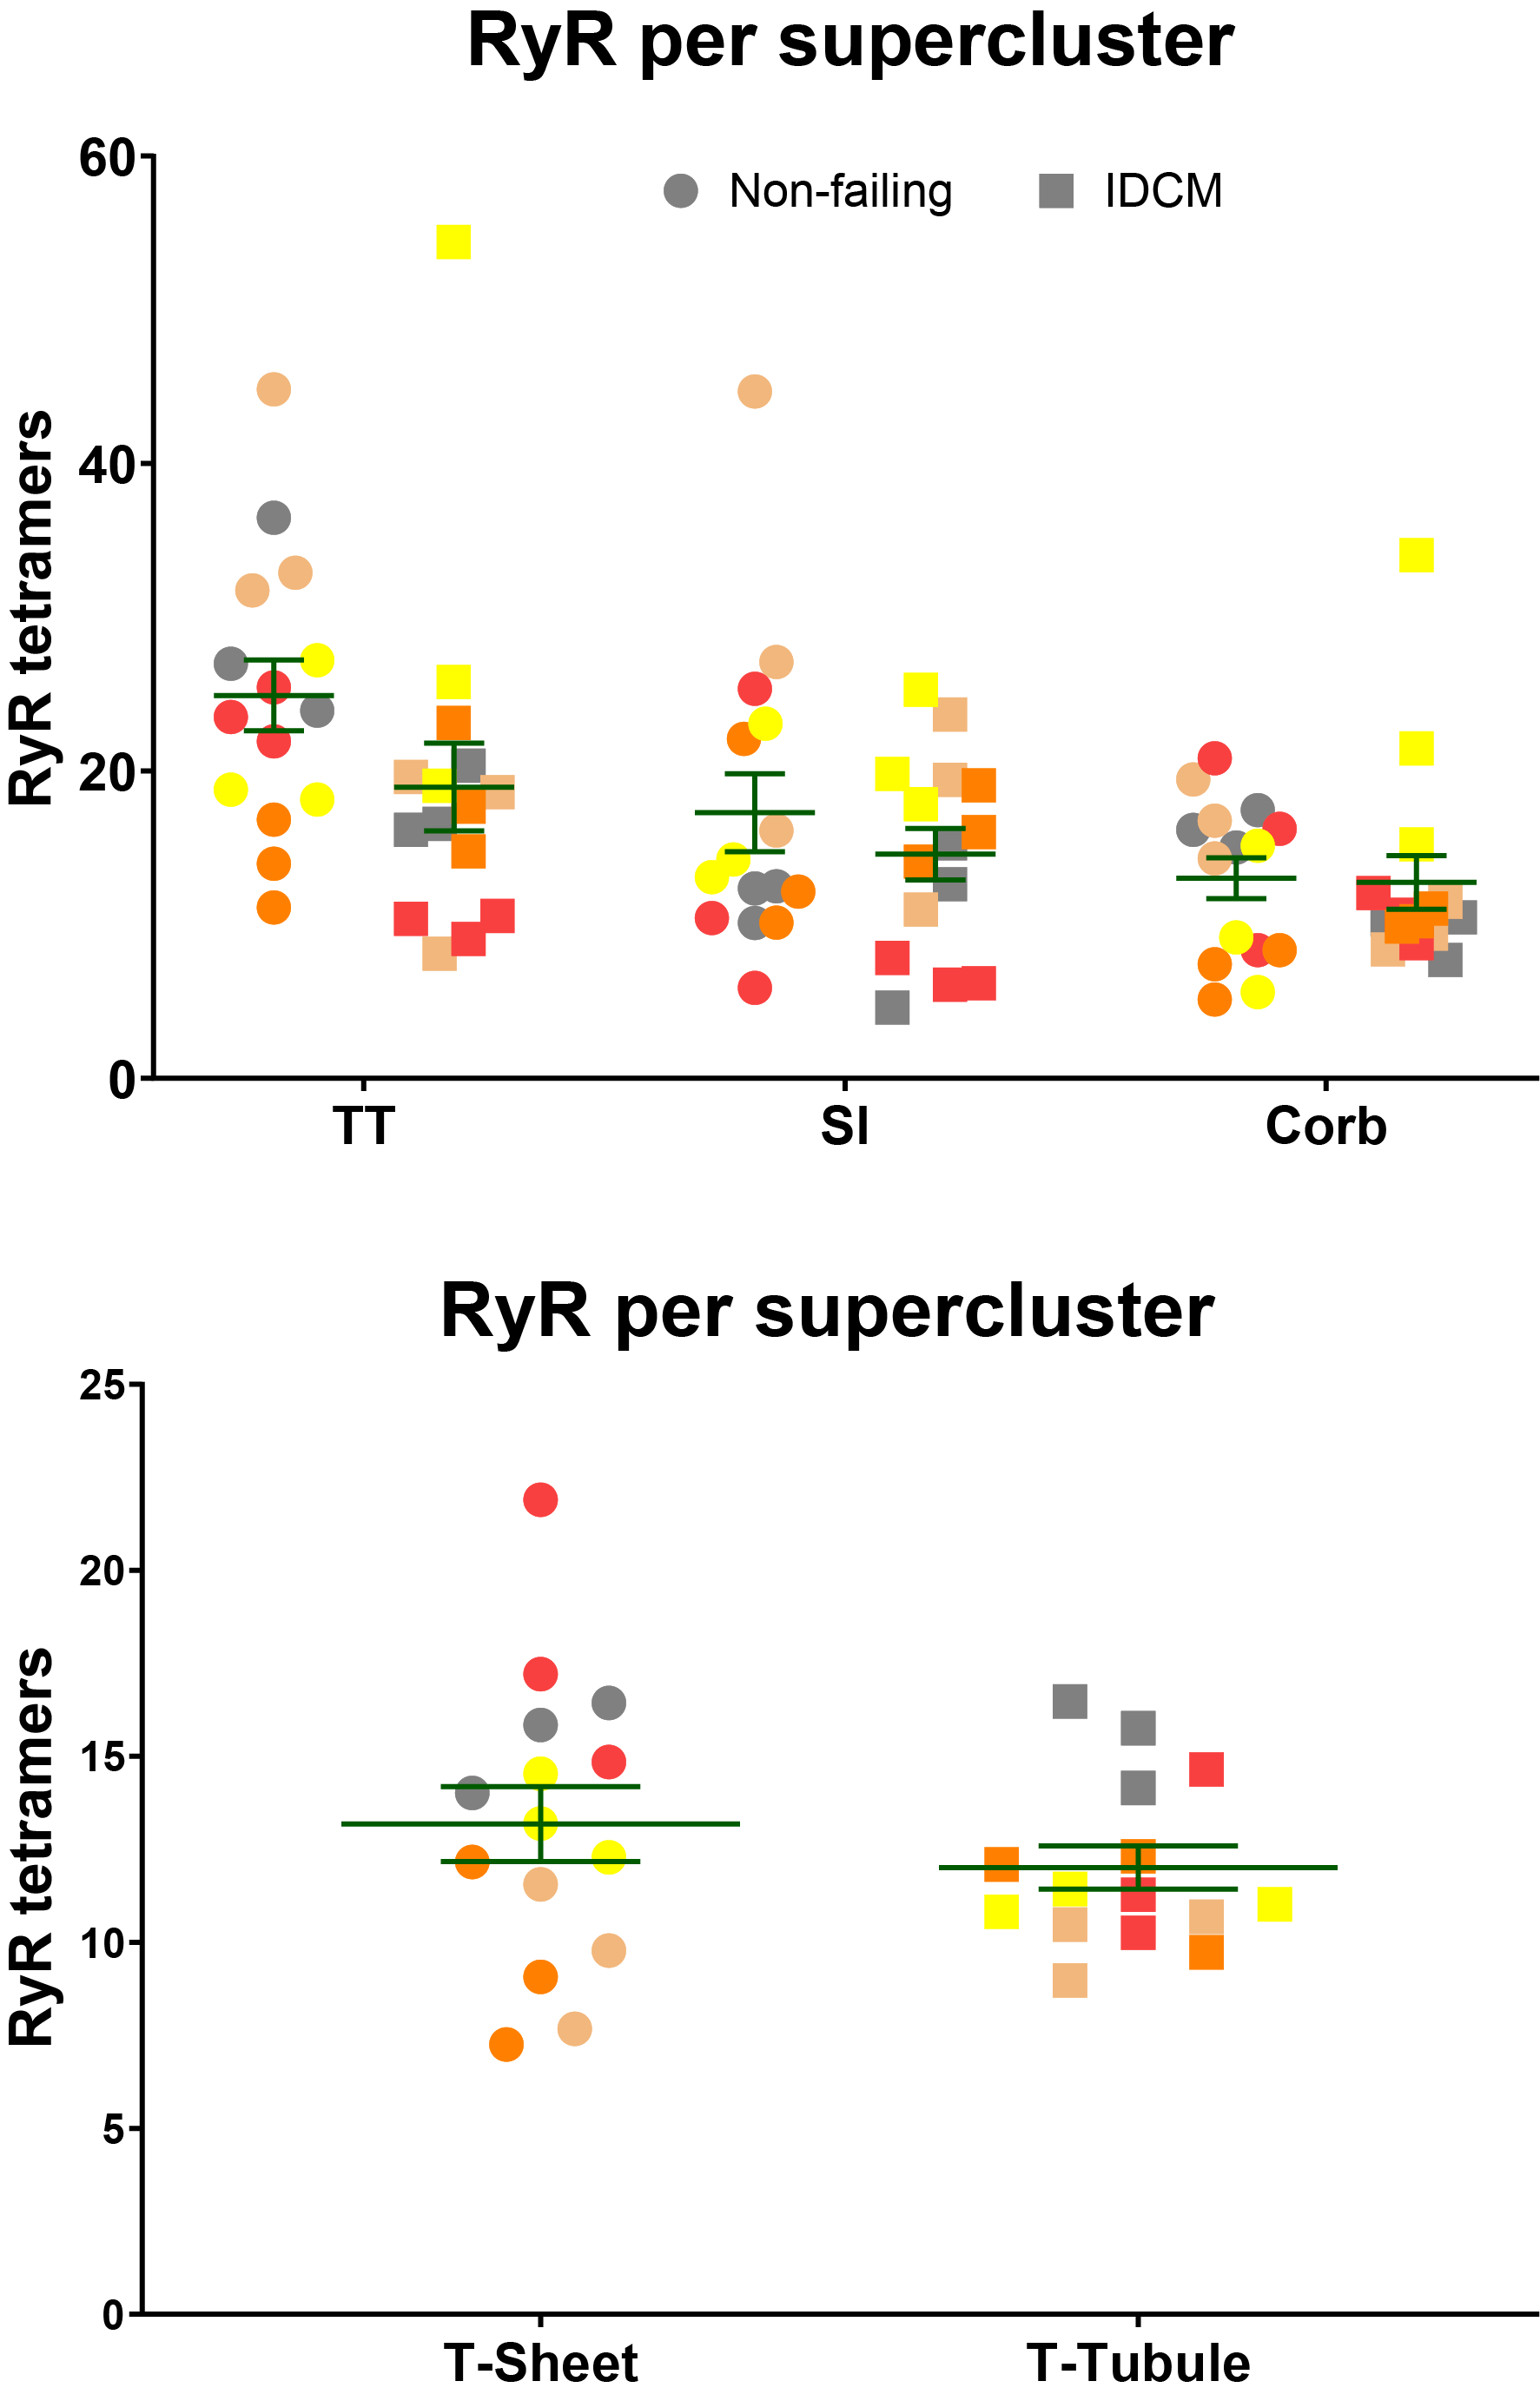 RyR per supercluster
60
Non-failing IDCM
40
RyR tetramers
20
0
TT SI Corb
RyR per supercluster
25
20
15
RyR tetramers
10
5
0
T-Sheet T-Tubule